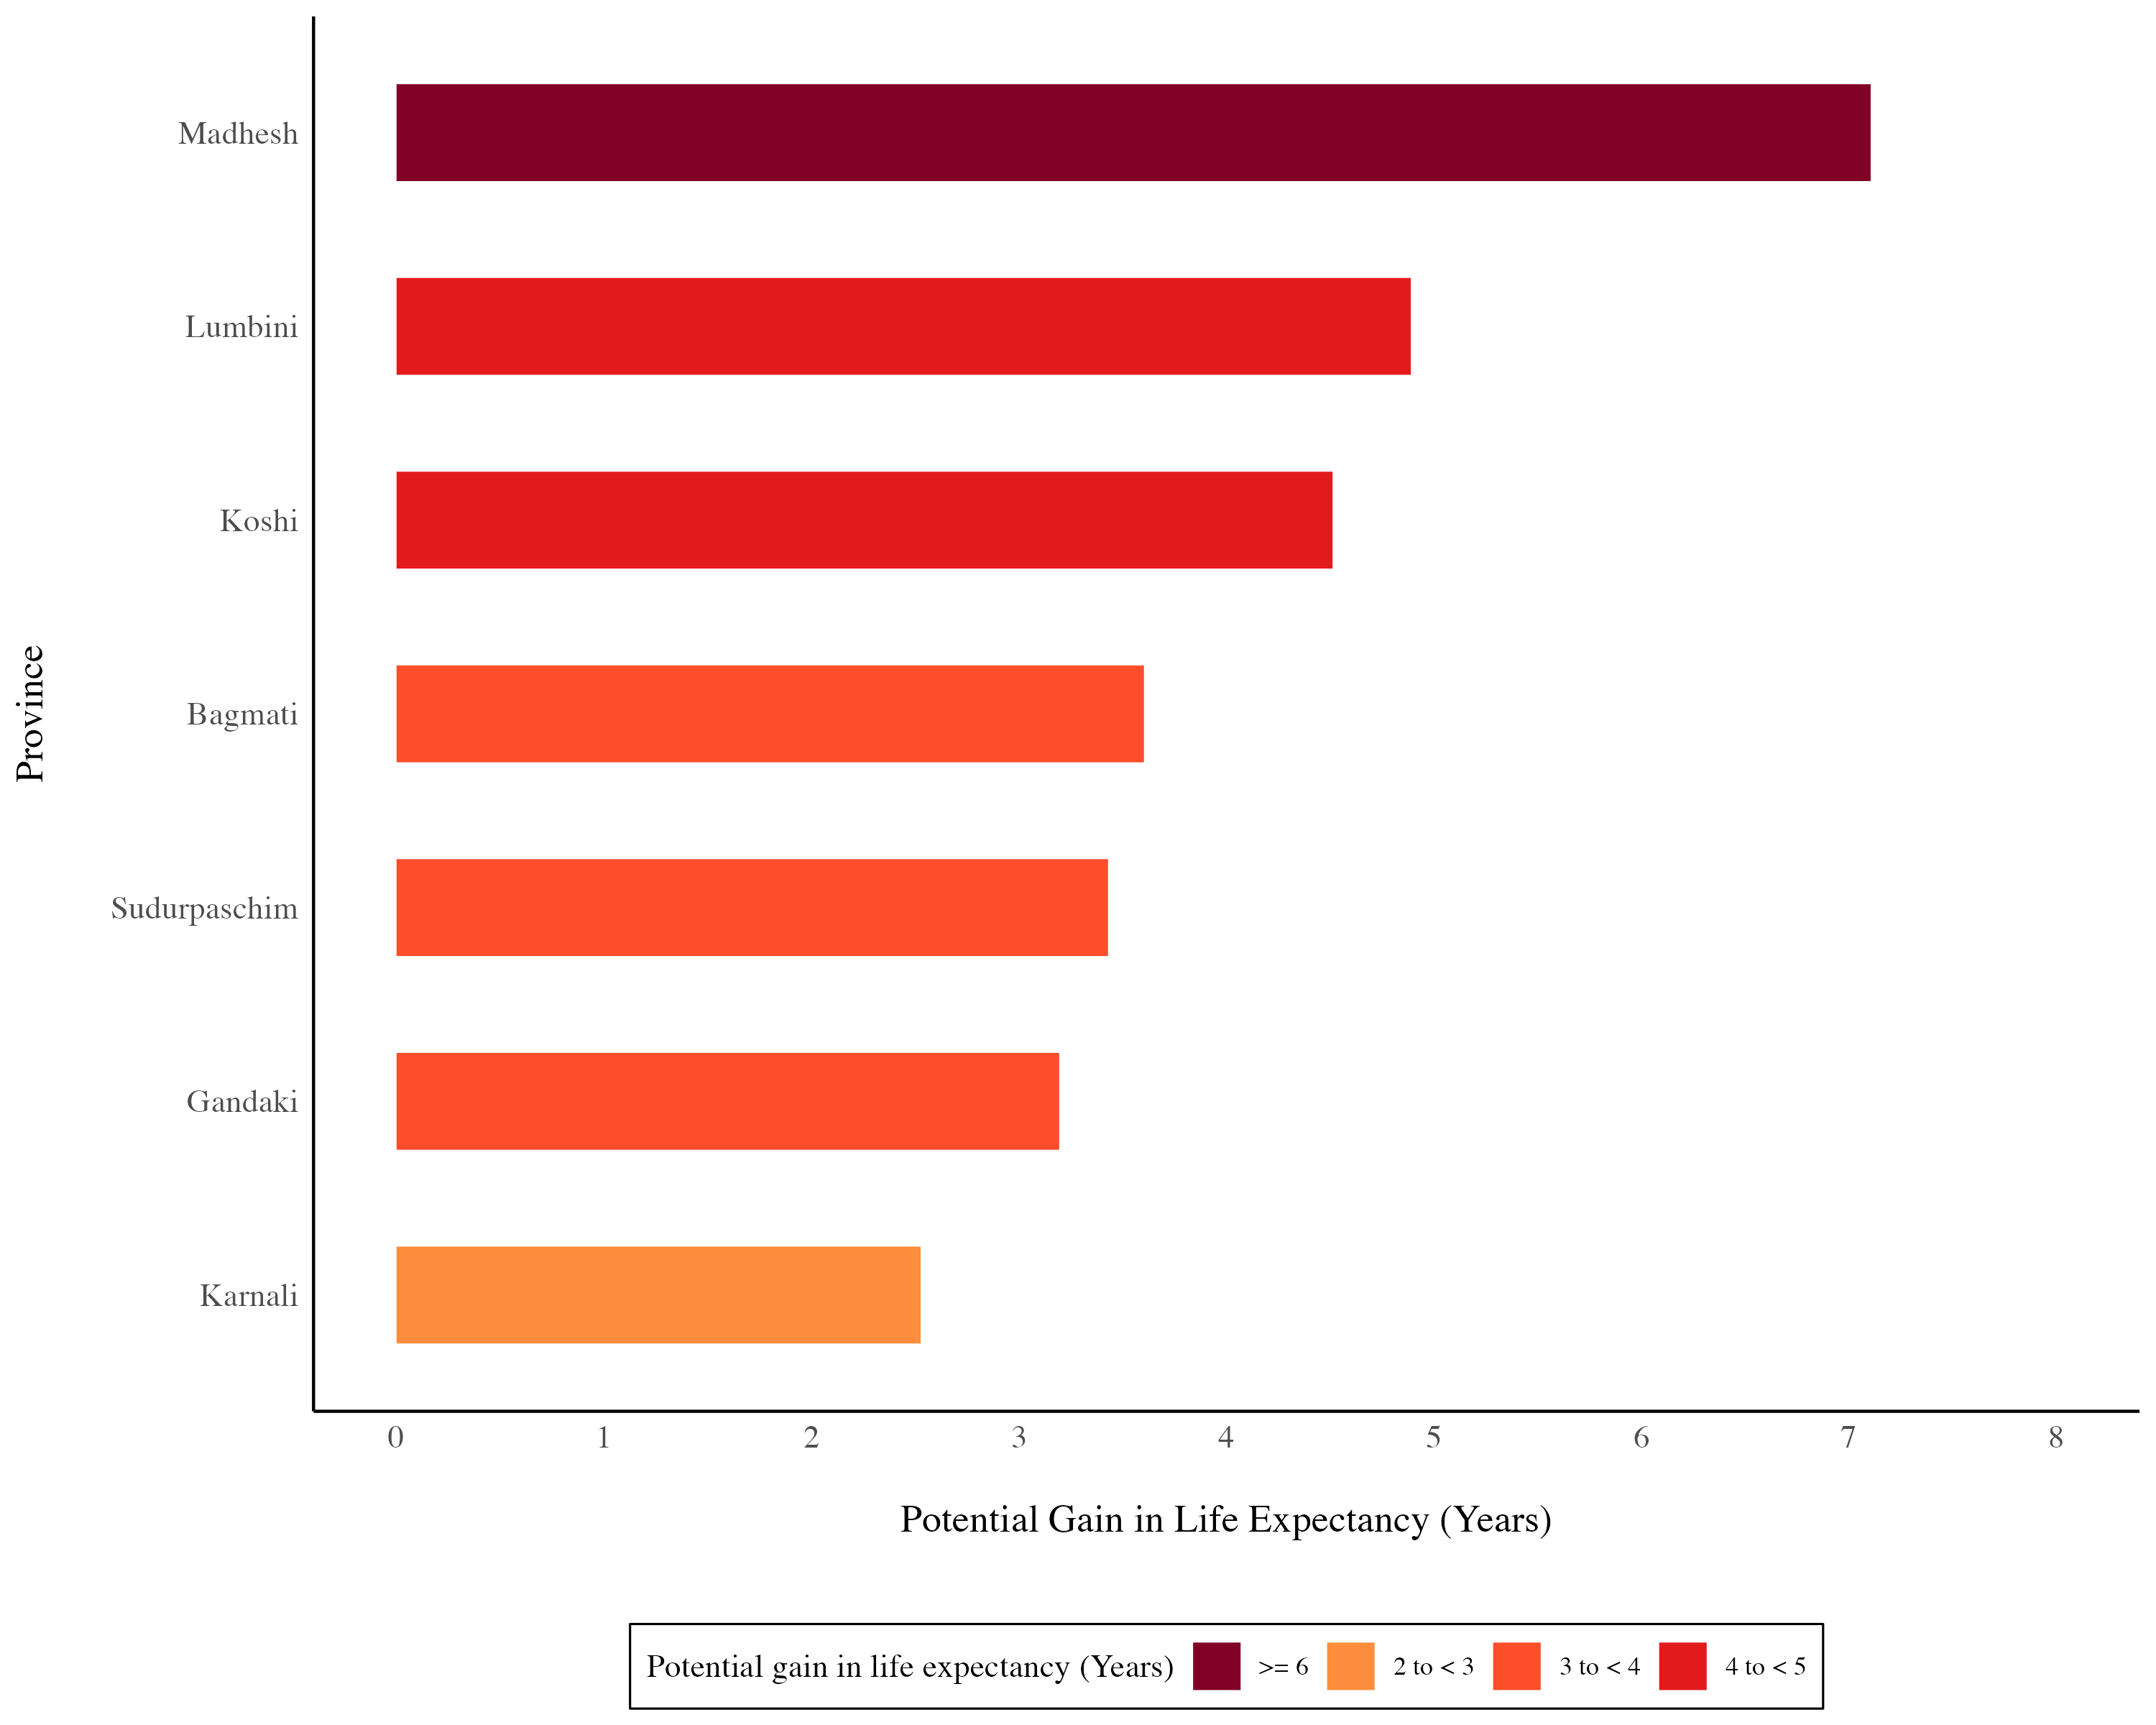 Madhesh
Lumbini
Koshi
Bagmati
Sudurpaschim
Gandaki
Karnali
Province
0 1 2 3 4 5 6 7 8
Potential Gain in Life Expectancy (Years)
Potential gain in life expectancy (Years) >= 6 2 to < 3 3 to < 4 4 to < 5